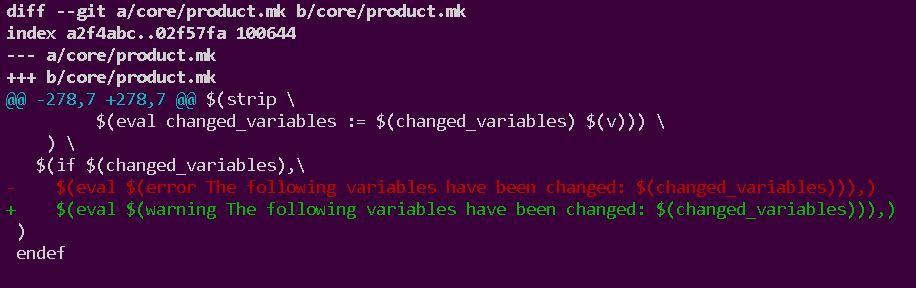 diff --git a/core/product.mk b/core/product.mk
index a2f4abc..02f57fa 100644
--- a/core/product.mk
+++ b/core/product.mk
@@ -278,7 +278,7 @@ $(strip \
         $(eval changed_variables := $(changed_variables) $(v))) \
    ) \
   $(if $(changed_variables),\
-    $(eval $(error The following variables have been changed: $(changed_variables))),)
+    $(eval $(warning The following variables have been changed: $(changed_variables))),)
 )
 endef